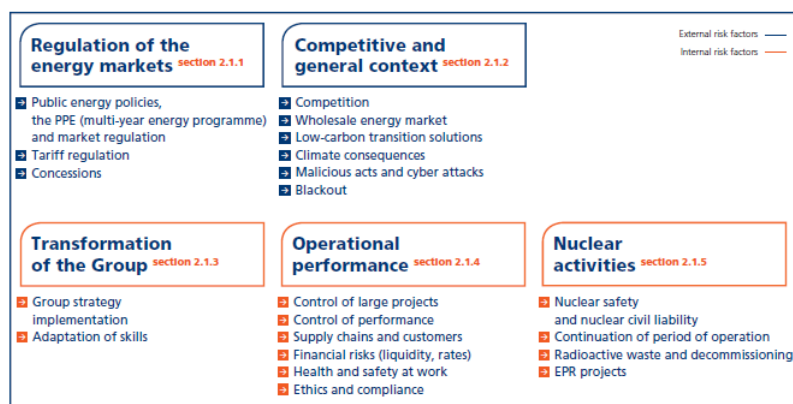 External risk factors
Internal risk factors
Regulation of the
energy markets section 2.1.1
Public energy policies,
the PPE (multi-year energy programme)
and market regulation
Tariff regulation
Concessions
Competitive and
general context section 2.1.2
Competition
Wholesale energy market
Low-carbon transition solutions
Climate consequences
Malicious acts and cyber attacks
Blackout
Transformation
of the Group section 2.1.3
Group strategy
implementation
Adaptation of skills
Operational
performance section 2.1.4
Control of large projects
Control of performance
Supply chains and customers
Financial risks (liquidity, rates)
Health and safety at work
Ethics and compliance
Nuclear
activities section 2.1.5
Nuclear safety
and nuclear civil liability
Continuation of period of operation
Radioactive waste and decommissioning
EPR projects